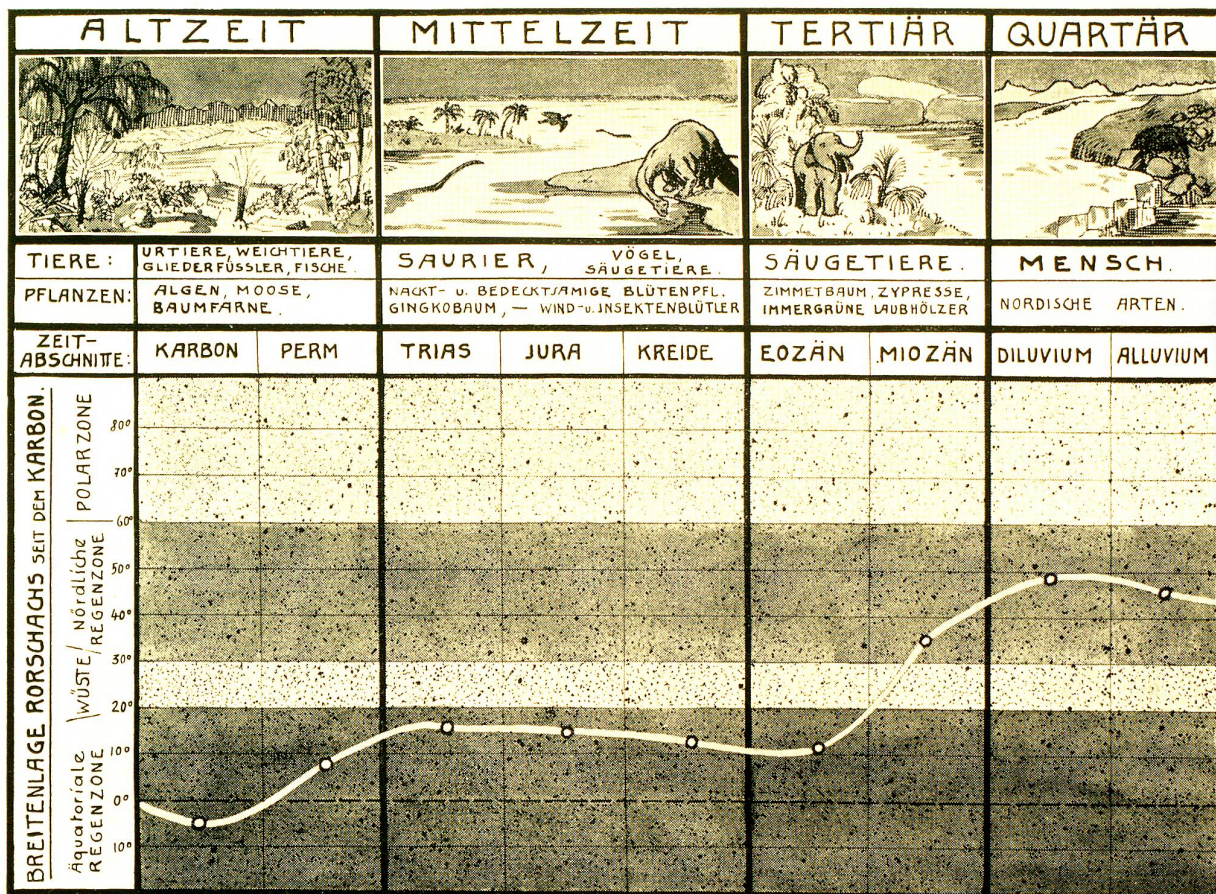 ALTZEIT
MITTELZEIT
TERTIÄR
QUARTÄR
TIERE:
URTIERE, WEICHTIERE,
GLIEDERFÜSSLER, FISCHE.
SAURIER, VÖGEL,
SÄUGETIERE.
SÄUGETIERE.
MENSCH.
PFLANZEN:
ALGEN, MOOSE,
BAUMFARNE.
NACKT- u. BEDECKTSAMIGE BLÜTENPFL.
GINGKOBAUM, — WIND- u. INSEKTENBLÜTLER
ZIMMETBAUM, ZYPRESSE,
IMMERGRÜNE LAUBHÖLZER
NORDISCHE ARTEN.
ZEIT-
ABSCHNITTE:
KARBON
PERM
TRIAS
JURA
KREIDE
EOZÄN
MIOZÄN
DILUVIUM
ALLUVIUM
BREITENLAGE RORSCHACHS SEIT DEM KARBON.
POLARZONE
Nördliche
REGENZONE
WÜSTE
äquatoriale
REGENZONE
80°
70°
60°
50°
40°
30°
20°
10°
0°
10°